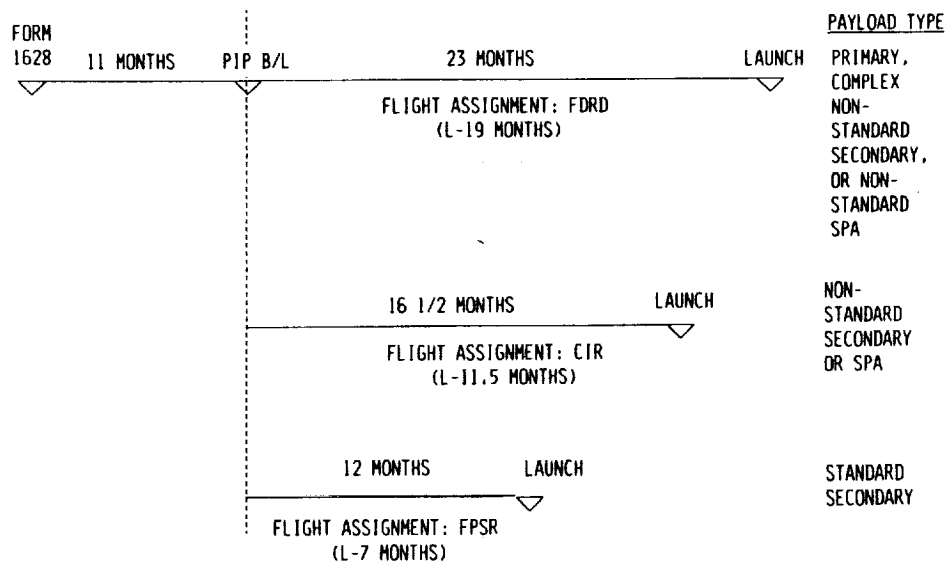 FORM
1628
11 MONTHS
PIP B/L
23 MONTHS
LAUNCH
FLIGHT ASSIGNMENT: FDRD
(L-19 MONTHS)
PAYLOAD TYPE
PRIMARY,
COMPLEX
NON-
STANDARD
SECONDARY,
OR NON-
STANDARD
SPA
16 1/2 MONTHS
LAUNCH
FLIGHT ASSIGNMENT: CIR
(L-11.5 MONTHS)
NON-
STANDARD
SECONDARY
OR SPA
12 MONTHS
LAUNCH
FLIGHT ASSIGNMENT: FPSR
(L-7 MONTHS)
STANDARD
SECONDARY